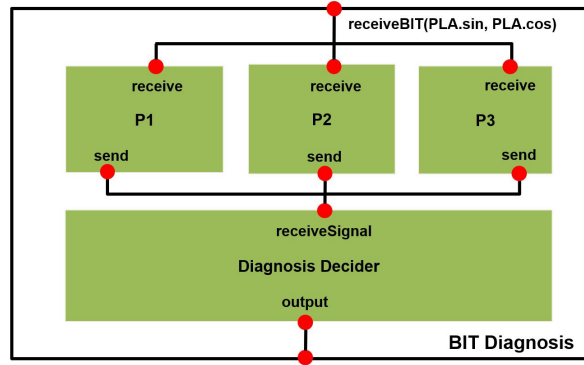 receiveBIT(PLA.sin, PLA.cos)
receive
receive
receive
P1
P2
P3
send
send
send
receiveSignal
Diagnosis Decider
output
BIT Diagnosis